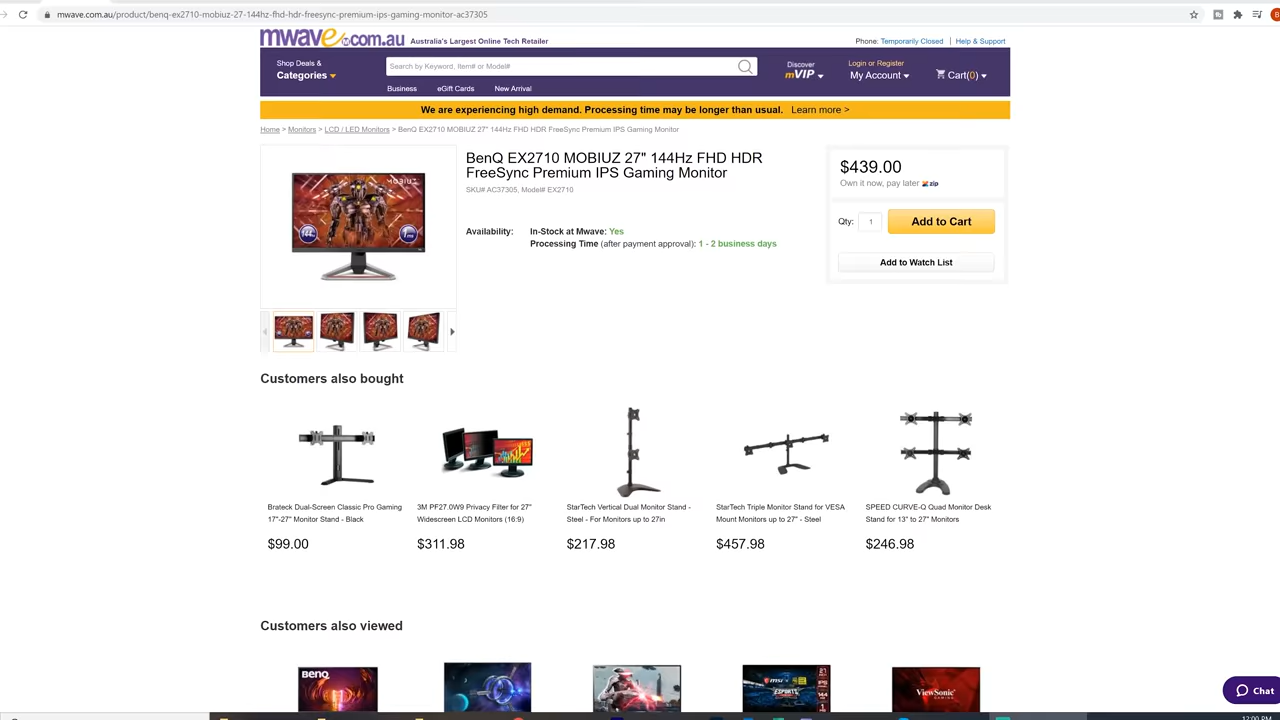 mwave.com.au/product/benq-ex2710-mobiuz-27-144hz-fhd-hdr-freesync-premium-ips-gaming-monitor-ac37305
mwave.com.au Australia's Largest Online Tech Retailer
Phone: Temporarily Closed | Help & Support
Shop Deals &
Categories
Search by Keyword, Item# or Model#
Discover
mVIP
Login or Register
My Account
Cart(0)
Business eGift Cards New Arrival
We are experiencing high demand. Processing time may be longer than usual. Learn more >
Home > Monitors > LCD / LED Monitors > BenQ EX2710 MOBIUZ 27" 144Hz FHD HDR FreeSync Premium IPS Gaming Monitor
MOBIUZ
BenQ EX2710 MOBIUZ 27" 144Hz FHD HDR
FreeSync Premium IPS Gaming Monitor
SKU# AC37305, Model# EX2710
Availability: In-Stock at Mwave: Yes
Processing Time (after payment approval): 1 - 2 business days
$439.00
Own it now, pay later zip
Qty: 1 Add to Cart
Add to Watch List
Customers also bought
Brateck Dual-Screen Classic Pro Gaming
17"-27" Monitor Stand - Black
$99.00
3M PF27.0W9 Privacy Filter for 27"
Widescreen LCD Monitors (16:9)
$311.98
StarTech Vertical Dual Monitor Stand -
Steel - For Monitors up to 27in
$217.98
StarTech Triple Monitor Stand for VESA
Mount Monitors up to 27" - Steel
$457.98
SPEED CURVE-Q Quad Monitor Desk
Stand for 13" to 27" Monitors
$246.98
Customers also viewed
BenQ
msi ESPORTS
ViewSonic
Chat
12:00 PM